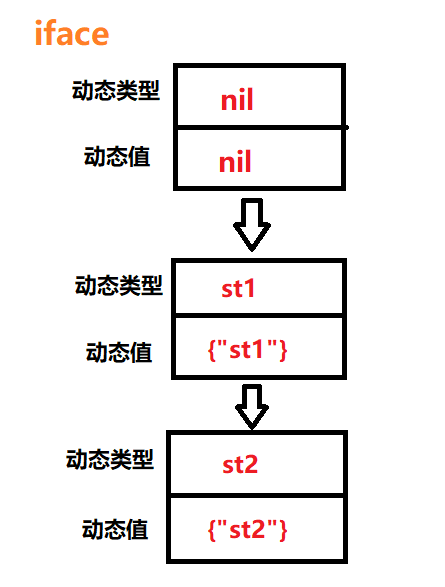 iface
动态类型 nil
动态值 nil
动态类型 st1
动态值 {"st1"}
动态类型 st2
动态值 {"st2"}